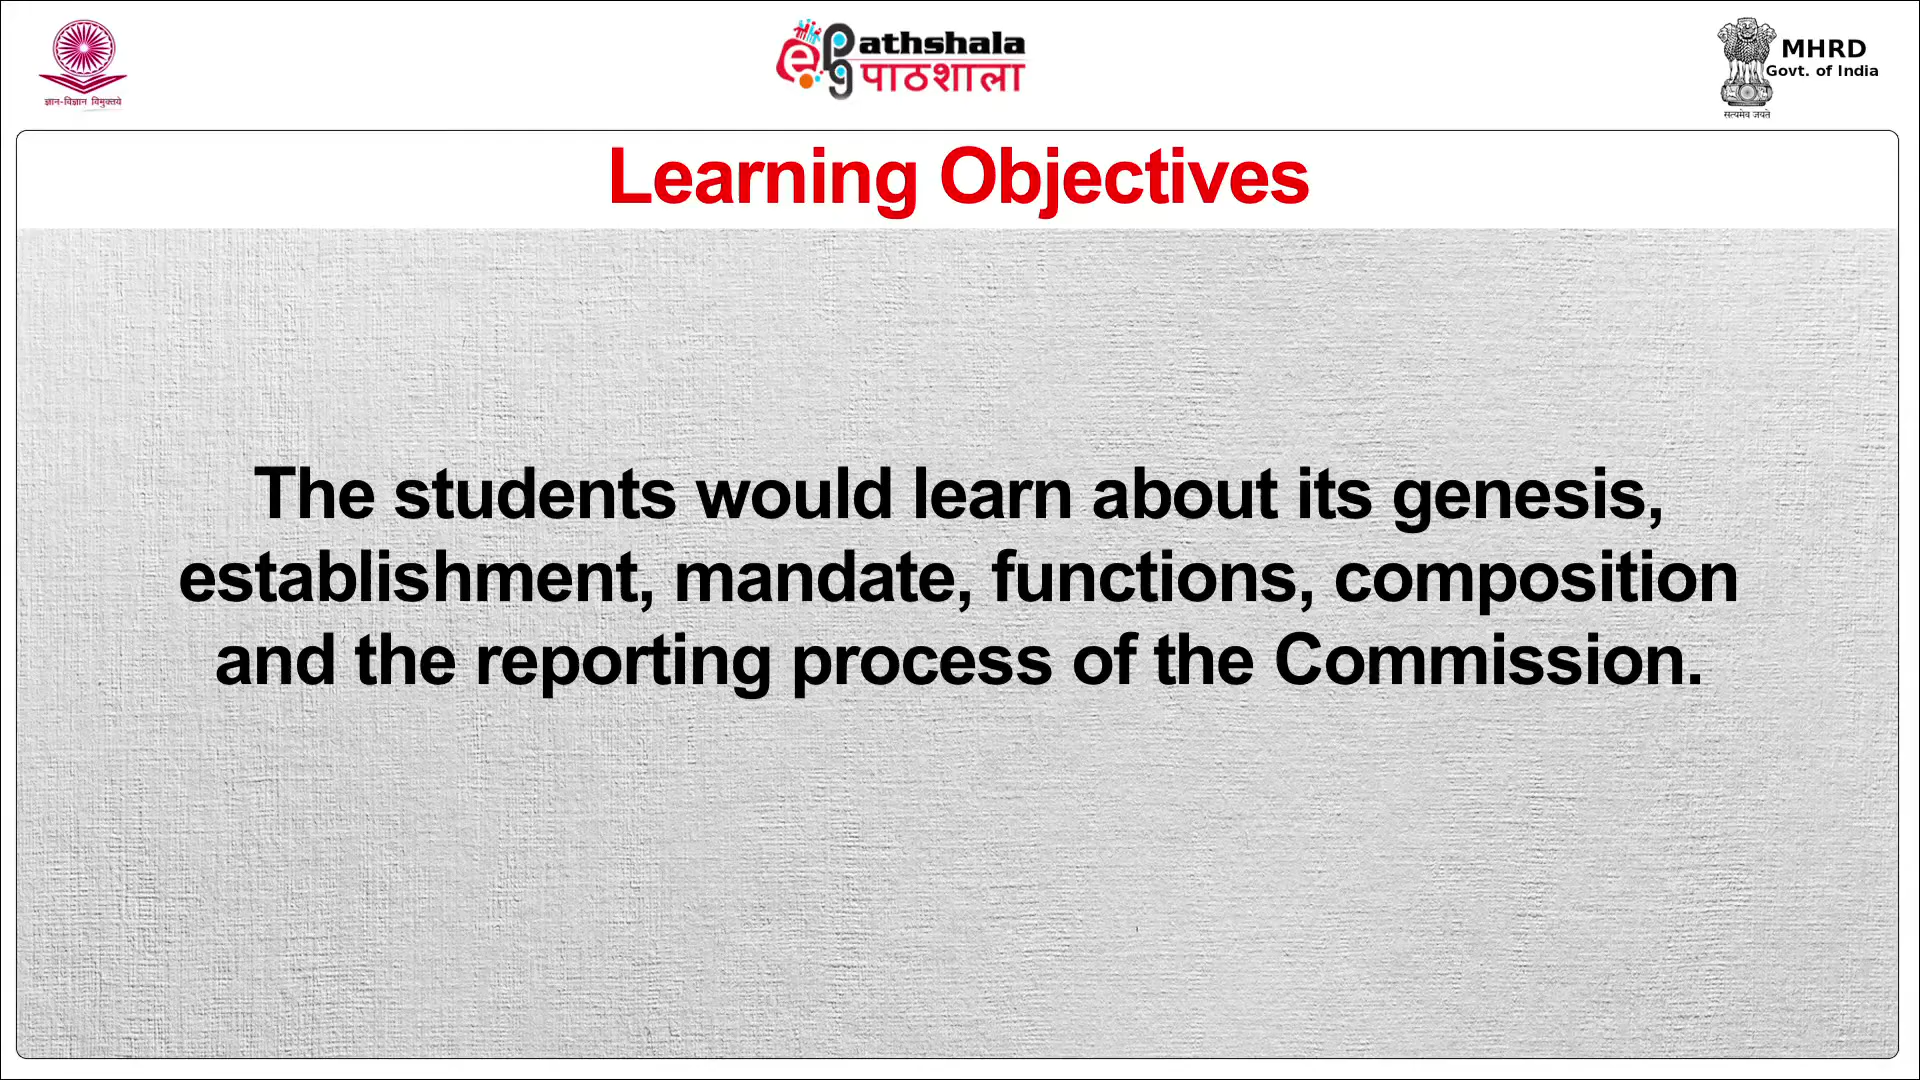 ज्ञान-विज्ञान विमुक्तये
e pg
athshala
पाठशाला
MHRD
Govt. of India
सत्यमेव जयते
Learning Objectives
The students would learn about its genesis,
establishment, mandate, functions, composition
and the reporting process of the Commission.